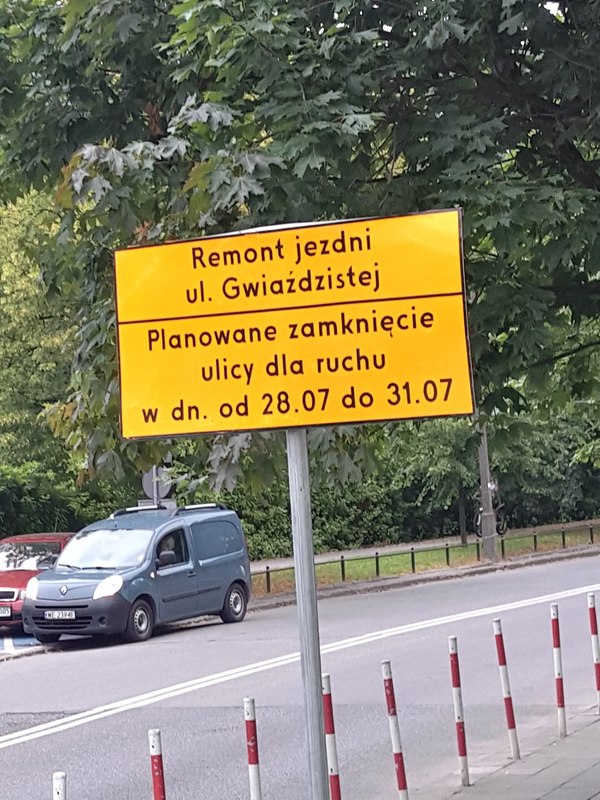 Remont jezdni
ul. Gwiaździstej
Planowane zamknięcie
ulicy dla ruchu
w dn. od 28.07 do 31.07